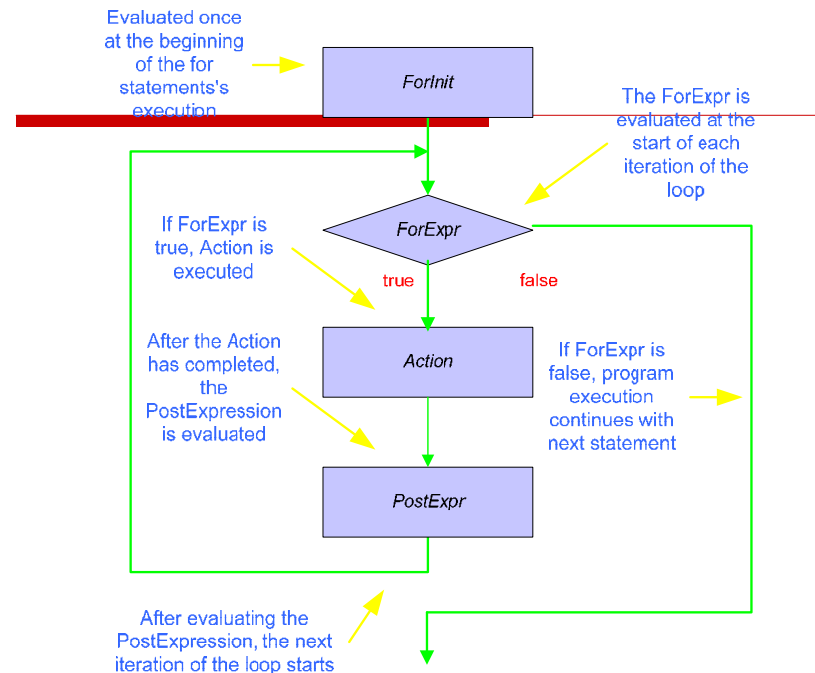 Evaluated once
at the beginning
of the for
statements's
execution
ForInit
The ForExpr is
evaluated at the
start of each
iteration of the
loop
ForExpr
If ForExpr is
true, Action is
executed
true
false
After the Action
has completed,
the
PostExpression
is evaluated
Action
If ForExpr is
false, program
execution
continues with
next statement
PostExpr
After evaluating the
PostExpression, the next
iteration of the loop starts